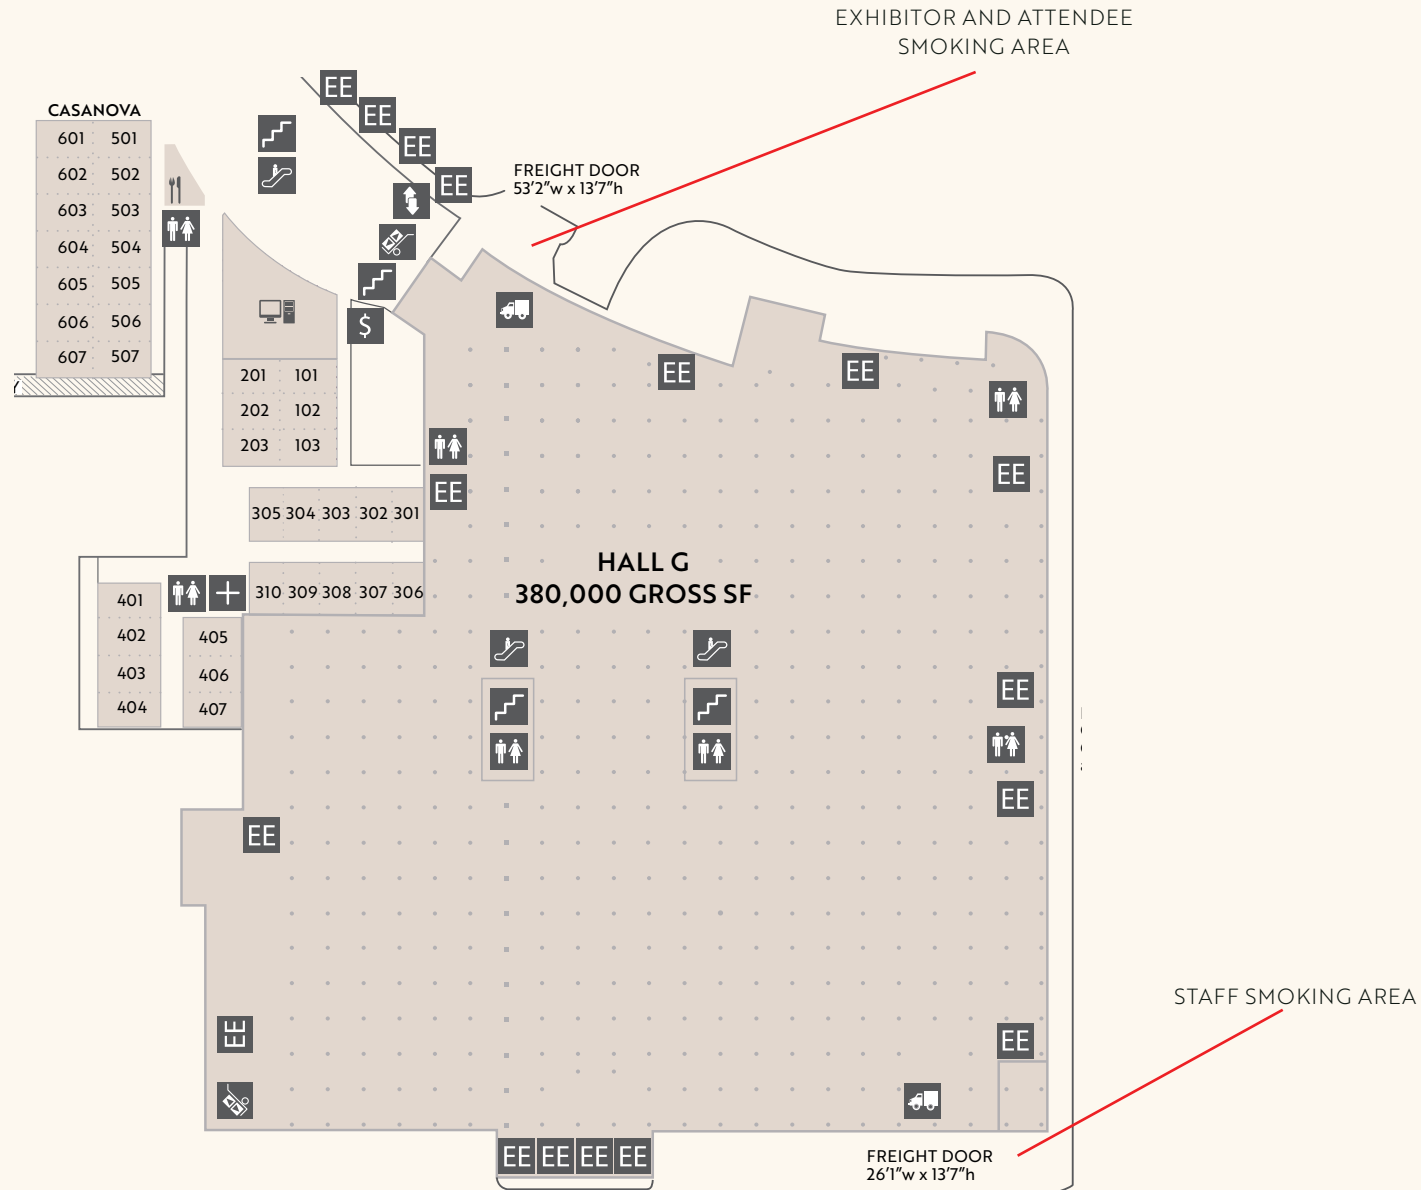 EXHIBITOR AND ATTENDEE
SMOKING AREA
EE
EE
EE
EE
CASANOVA
601 501
602 502
603 503
604 504
605 505
606 506
607 507
FREIGHT DOOR
53'2"w x 13'7"h
$
EE
EE
201 101
202 102
203 103
EE
EE
305 304 303 302 301
HALL G
380,000 GROSS SF
310 309 308 307 306
401
402
403
404
405
406
407
EE
EE
EE
STAFF SMOKING AREA
EE
EE
FREIGHT DOOR
26'1"w x 13'7"h
EE EE EE EE